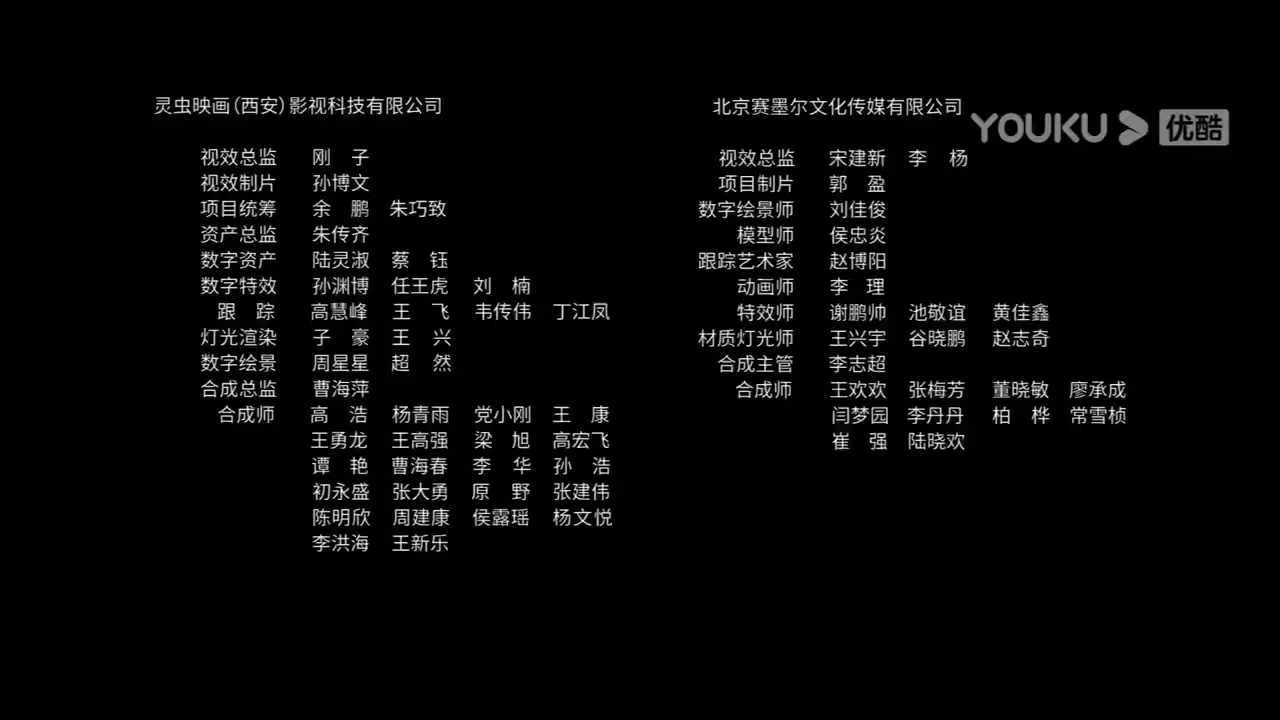 灵虫映画(西安)影视科技有限公司
视效总监 刚 子
视效制片 孙博文
项目统筹 余 鹏 朱巧致
资产总监 朱传齐
数字资产 陆灵淑 蔡 钰
数字特效 孙渊博 任王虎 刘 楠
跟 踪 高慧峰 王 飞 韦传伟 丁江凤
灯光渲染 子 豪 王 兴
数字绘景 周星星 超 然
合成总监 曹海萍
合成师 高 浩 杨青雨 党小刚 王 康
王勇龙 王高强 梁 旭 高宏飞
谭 艳 曹海春 李 华 孙 浩
初永盛 张大勇 原 野 张建伟
陈明欣 周建康 侯露瑶 杨文悦
李洪海 王新乐
北京赛墨尔文化传媒有限公司
视效总监 宋建新 李 杨
项目制片 郭 盈
数字绘景师 刘佳俊
模型师 侯忠炎
跟踪艺术家 赵博阳
动画师 李 理
特效师 谢鹏帅 池敬谊 黄佳鑫
材质灯光师 王兴宇 谷晓鹏 赵志奇
合成主管 李志超
合成师 王欢欢 张梅芳 董晓敏 廖承成
闫梦园 李丹丹 柏 桦 常雪桢
崔 强 陆晓欢
YOUKU 优酷